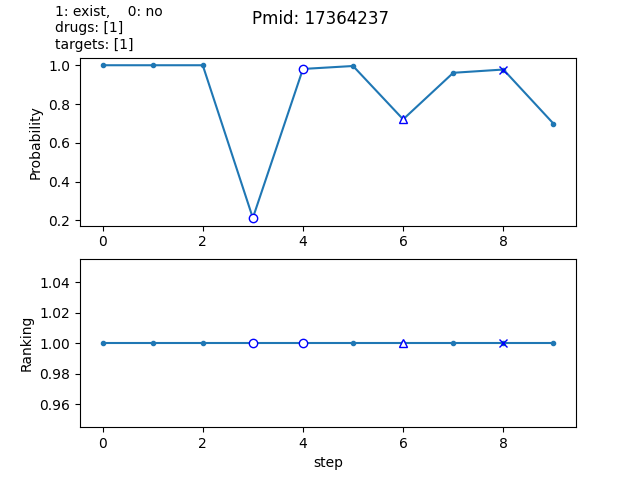 1: exist,    0: no
drugs: [1]
targets: [1]
Pmid: 17364237
1.0
0.8
0.6
0.4
0.2
Probability
0 2 4 6 8
1.04
1.02
1.00
0.98
0.96
Ranking
0 2 4 6 8
step